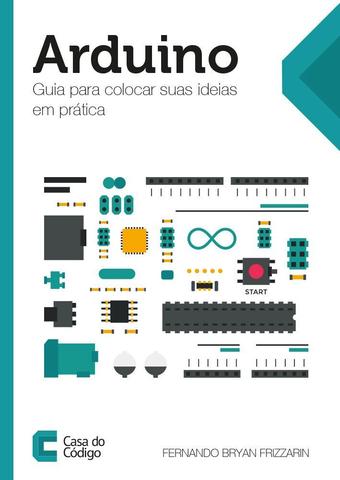 Arduino
Guia para colocar suas ideias
em prática
START
Casa do
Código
FERNANDO BRYAN FRIZZARIN